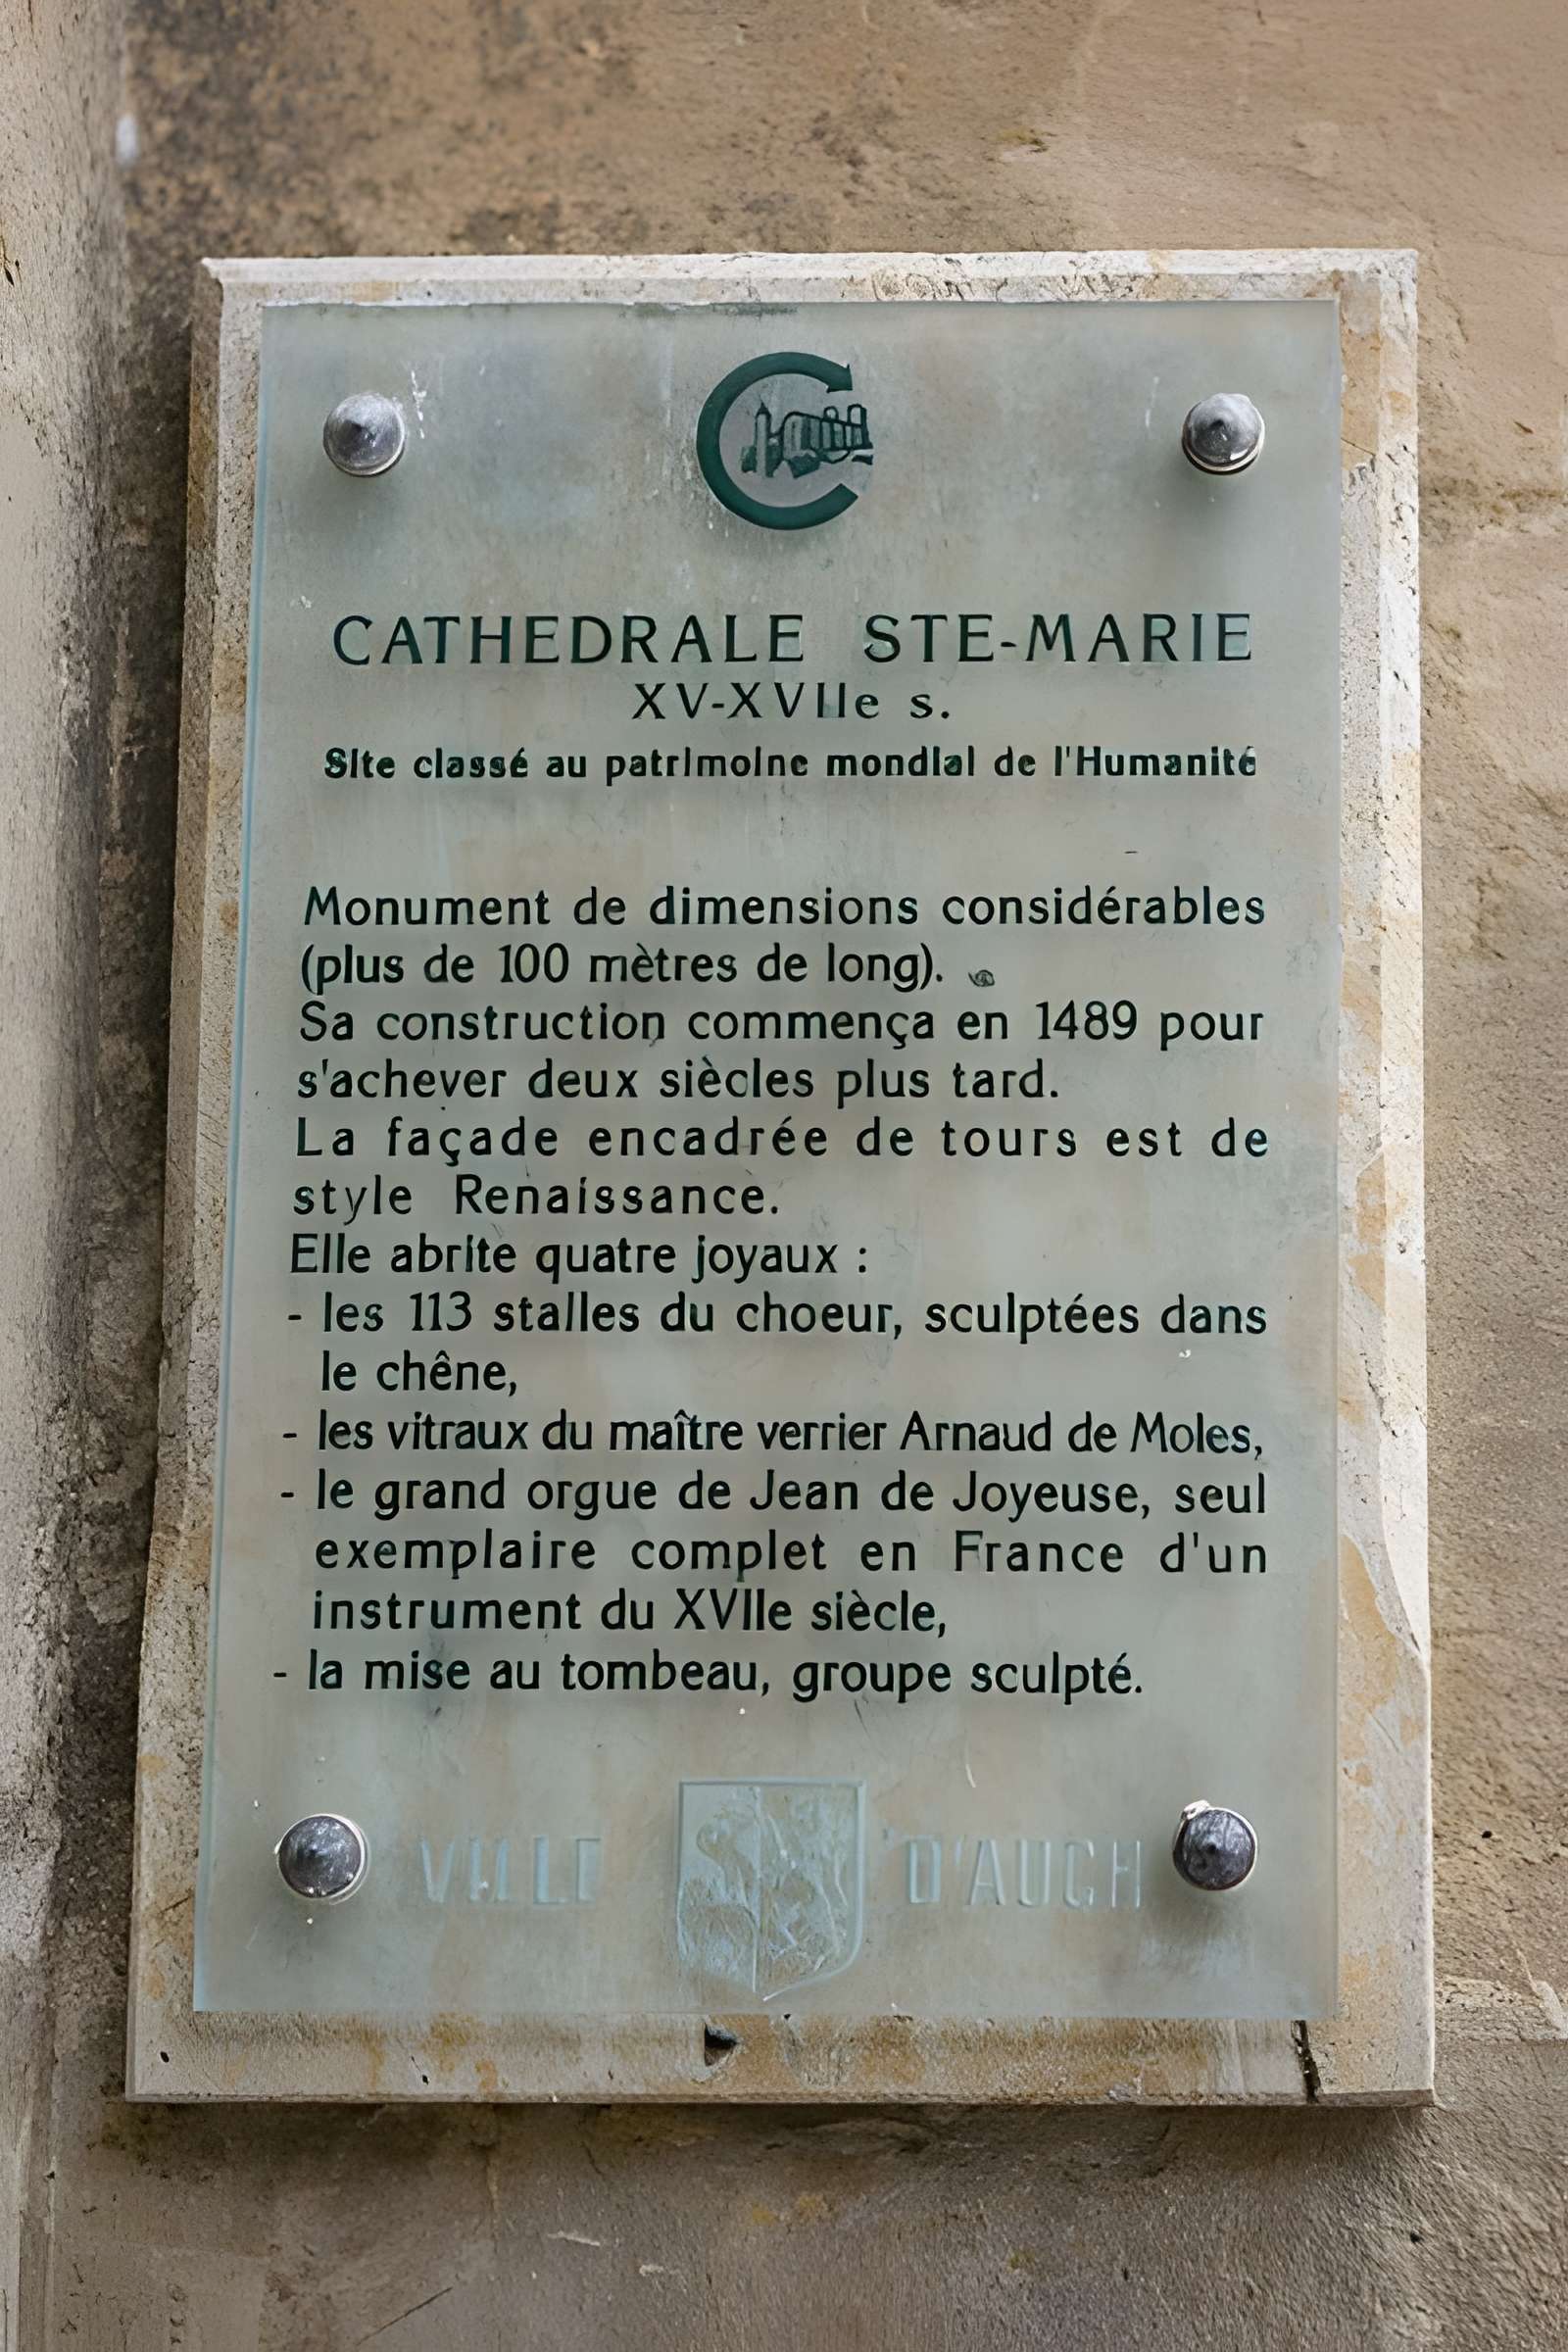 CATHEDRALE STE-MARIE
XV-XVIIe s.
Site classé au patrimoine mondial de l'Humanité
Monument de dimensions considérables
(plus de 100 mètres de long).
Sa construction commença en 1489 pour
s'achever deux siècles plus tard.
La façade encadrée de tours est de
style Renaissance.
Elle abrite quatre joyaux :
- les 113 stalles du choeur, sculptées dans
le chêne,
- les vitraux du maître verrier Arnaud de Moles,
- le grand orgue de Jean de Joyeuse, seul
exemplaire complet en France d'un
instrument du XVIIe siècle,
- la mise au tombeau, groupe sculpté.
VILLE D'AUCH